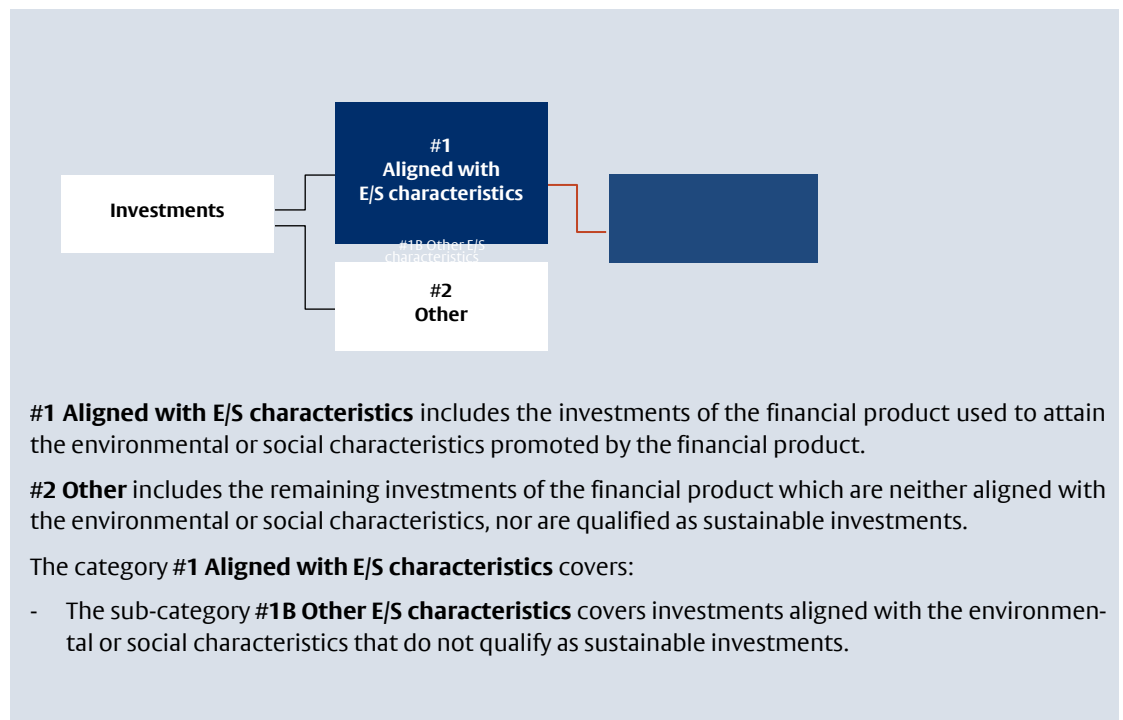 #1
Aligned with
E/S characteristics
Investments
#1B Other E/S
characteristics
#2
Other
#1 Aligned with E/S characteristics includes the investments of the financial product used to attain
the environmental or social characteristics promoted by the financial product.
#2 Other includes the remaining investments of the financial product which are neither aligned with
the environmental or social characteristics, nor are qualified as sustainable investments.
The category #1 Aligned with E/S characteristics covers:
- The sub-category #1B Other E/S characteristics covers investments aligned with the environmen-
tal or social characteristics that do not qualify as sustainable investments.